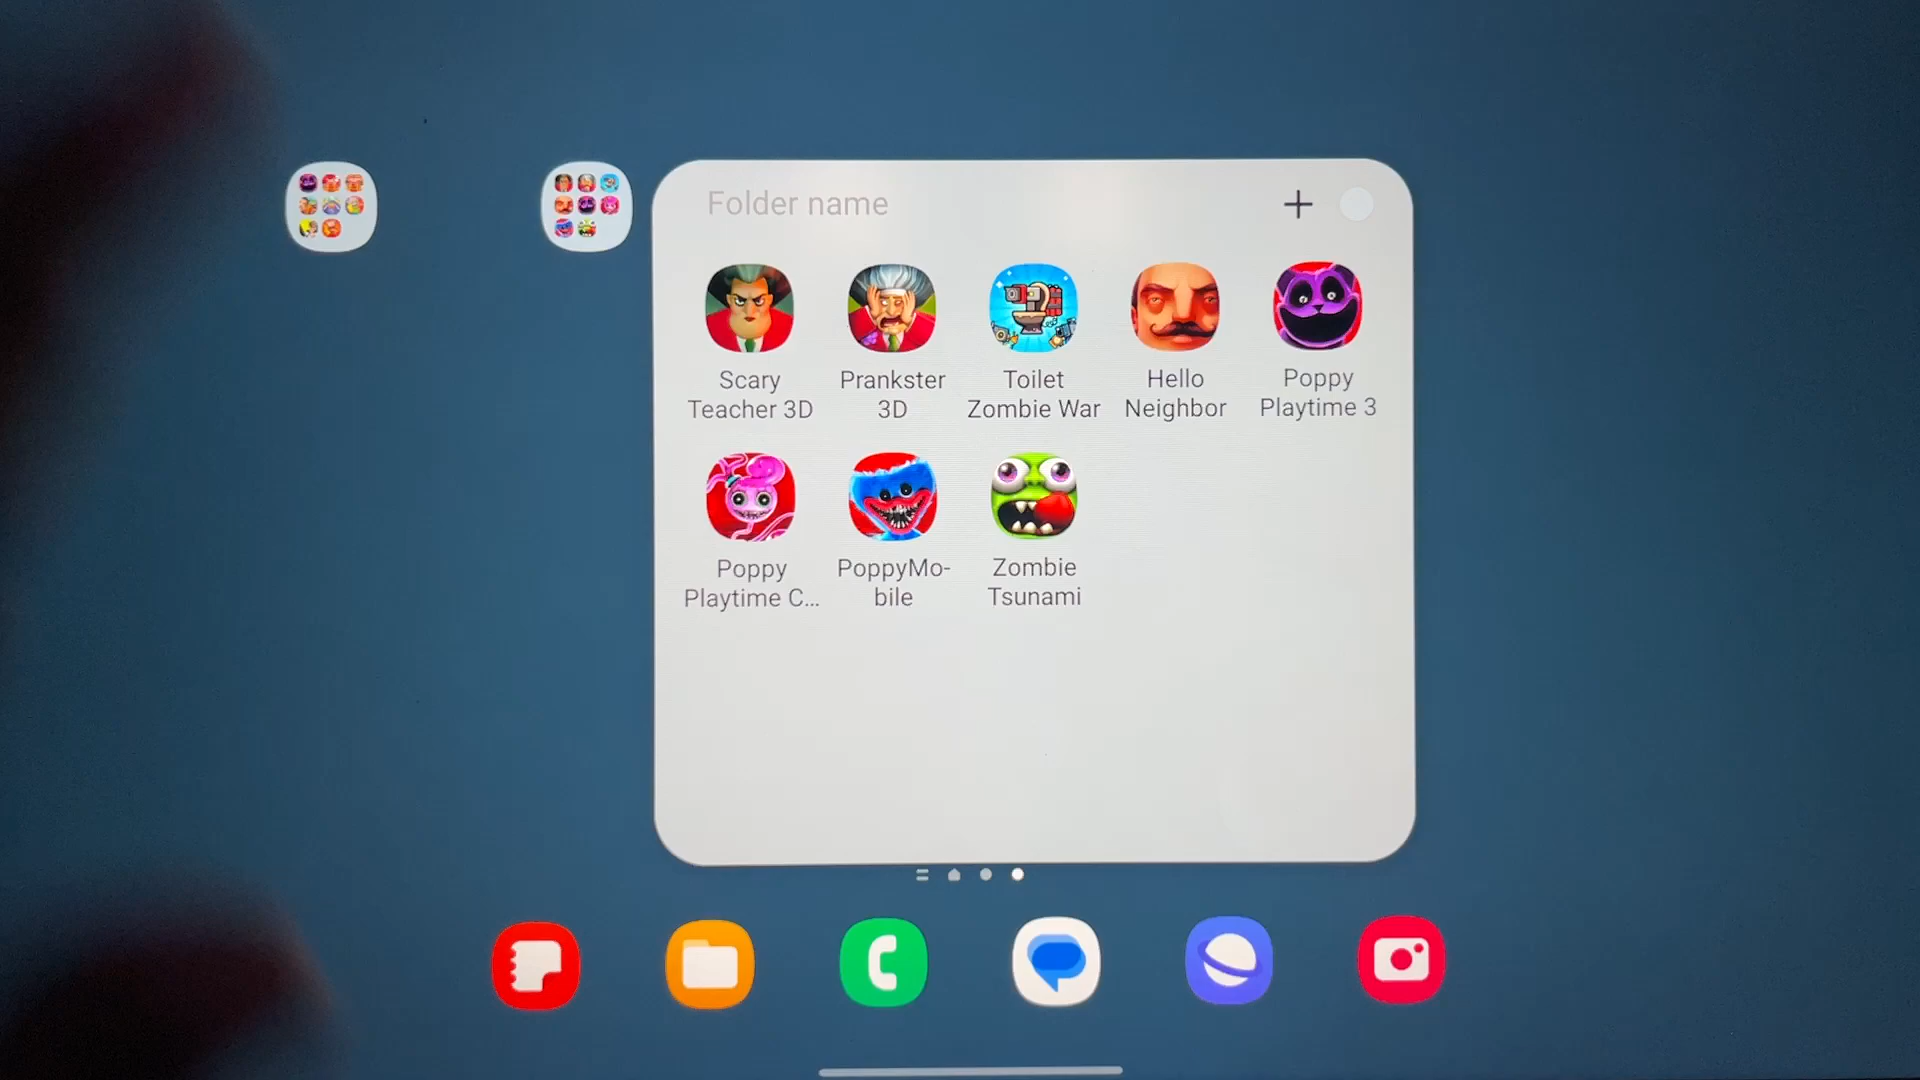 Folder name
Scary
Teacher 3D
Prankster
3D
Toilet
Zombie War
Hello
Neighbor
Poppy
Playtime 3
Poppy
Playtime C...
PoppyMo-
bile
Zombie
Tsunami